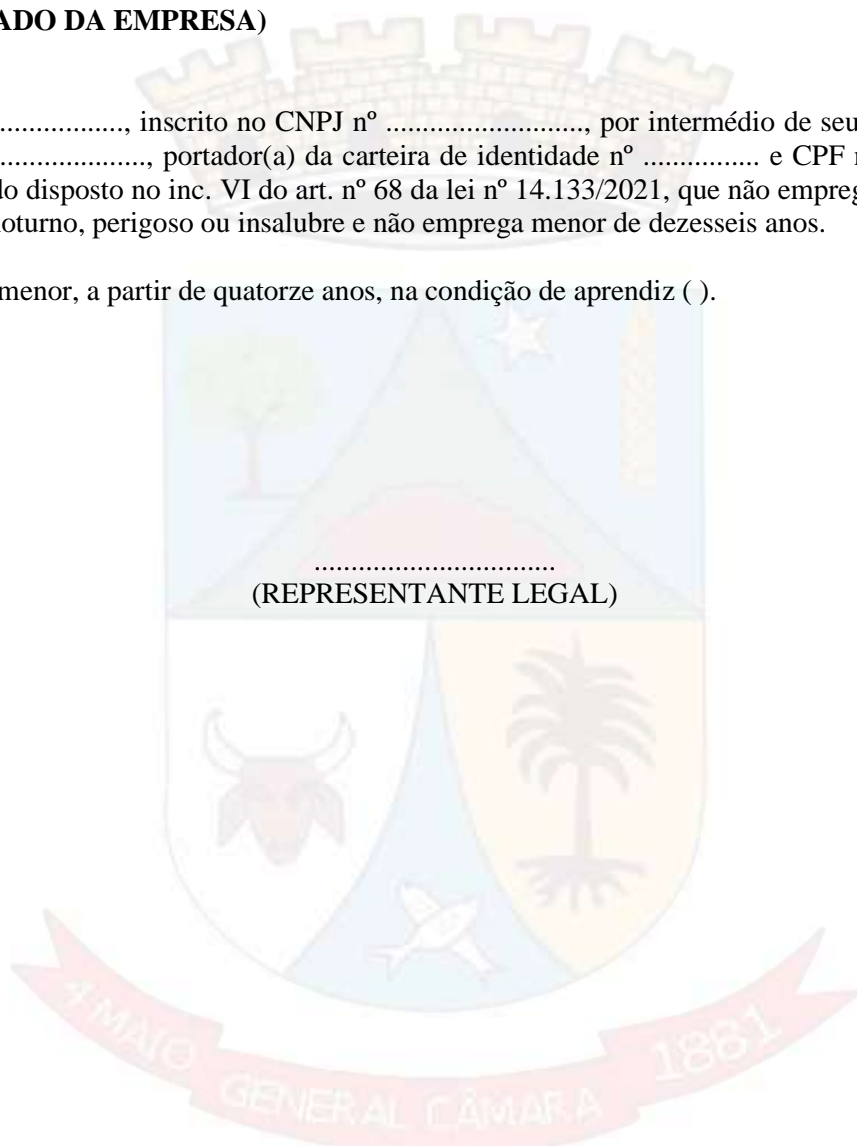 ADO DA EMPRESA)
.................., inscrito no CNPJ nº .........................., por intermédio de seu
....................., portador(a) da carteira de identidade nº ................ e CPF
do disposto no inc. VI do art. nº 68 da lei nº 14.133/2021, que não empreg
noturno, perigoso ou insalubre e não emprega menor de dezesseis anos.
menor, a partir de quatorze anos, na condição de aprendiz ( ).
................................
(REPRESENTANTE LEGAL)
4 MAIO GENERAL CÂMARA 1881